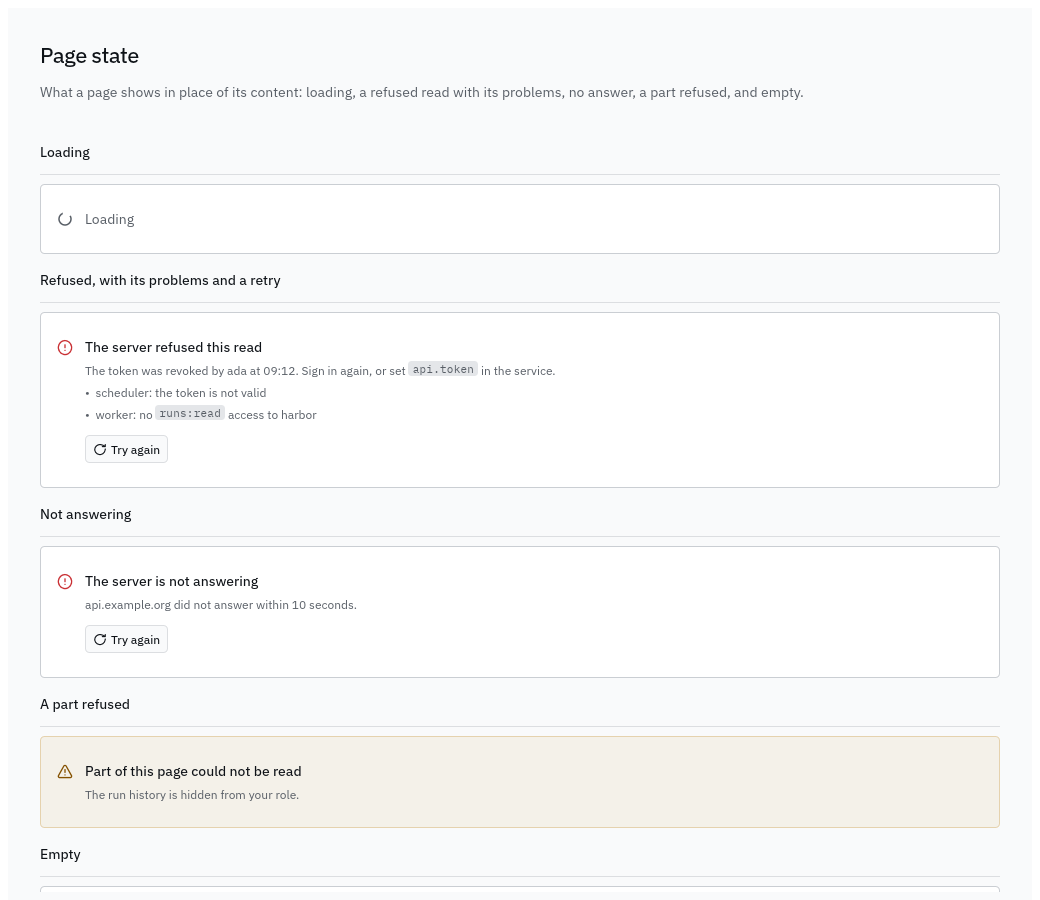 Page state
What a page shows in place of its content: loading, a refused read with its problems, no answer, a part refused, and empty.
Loading
Loading
Refused, with its problems and a retry
The server refused this read
The token was revoked by ada at 09:12. Sign in again, or set api.token in the service.
• scheduler: the token is not valid
• worker: no runs:read access to harbor
Try again
Not answering
The server is not answering
api.example.org did not answer within 10 seconds.
Try again
A part refused
Part of this page could not be read
The run history is hidden from your role.
Empty